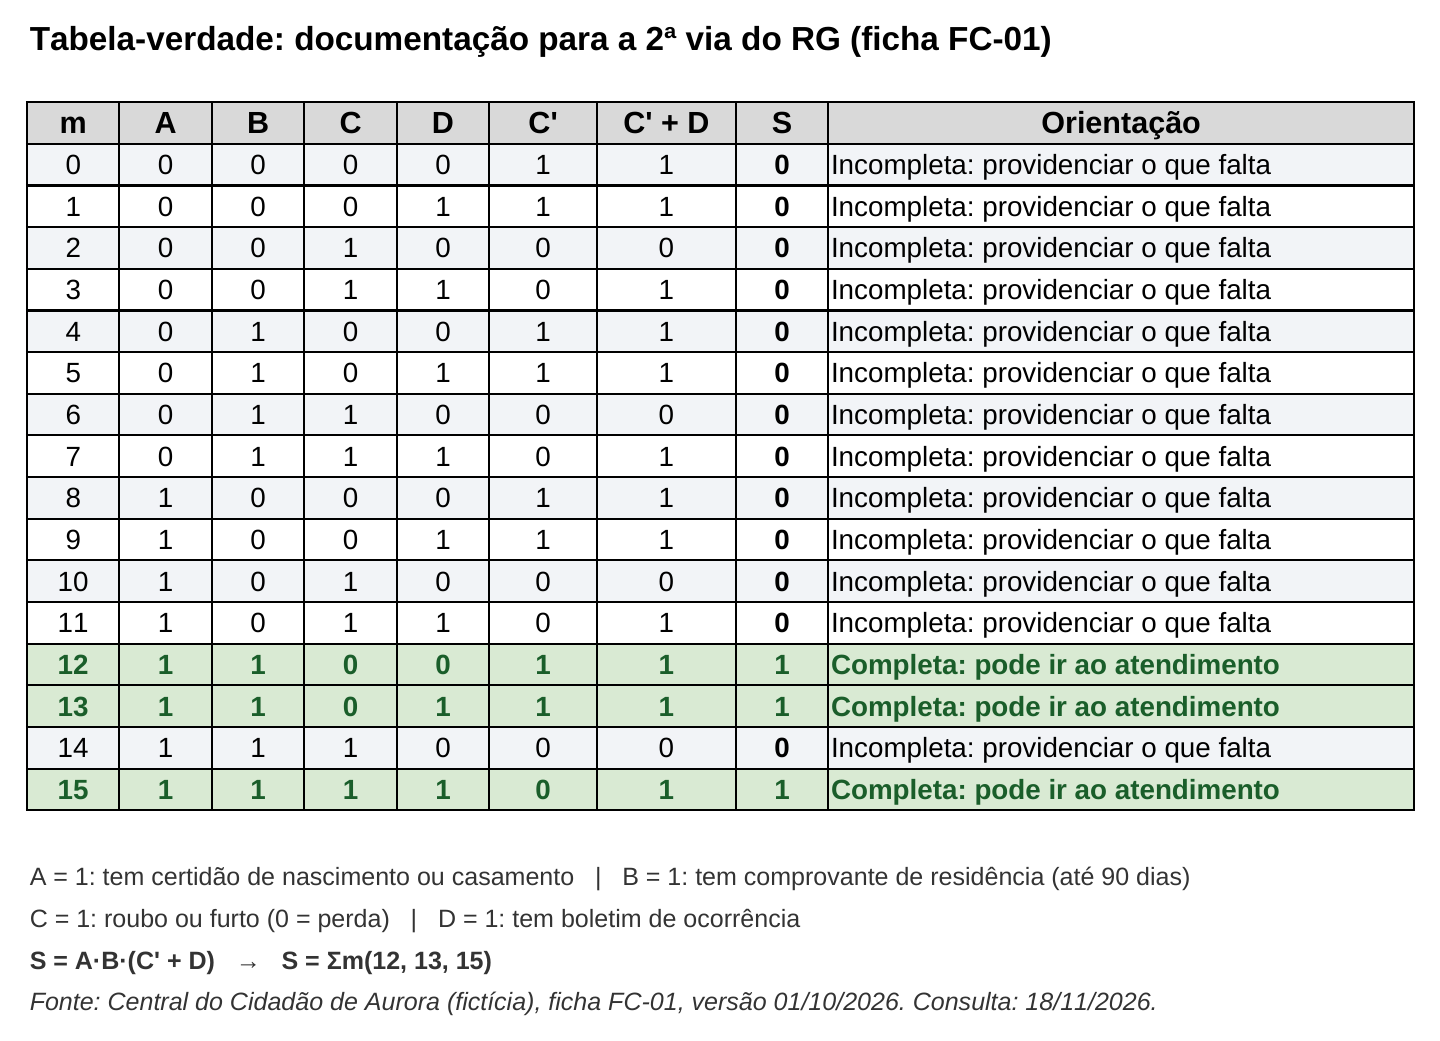 Tabela-verdade: documentação para a 2ª via do RG (ficha FC-01)
m A B C D C' C' + D S Orientação
0 0 0 0 0 1 1 0 Incompleta: providenciar o que falta
1 0 0 0 1 1 1 0 Incompleta: providenciar o que falta
2 0 0 1 0 0 0 0 Incompleta: providenciar o que falta
3 0 0 1 1 0 1 0 Incompleta: providenciar o que falta
4 0 1 0 0 1 1 0 Incompleta: providenciar o que falta
5 0 1 0 1 1 1 0 Incompleta: providenciar o que falta
6 0 1 1 0 0 0 0 Incompleta: providenciar o que falta
7 0 1 1 1 0 1 0 Incompleta: providenciar o que falta
8 1 0 0 0 1 1 0 Incompleta: providenciar o que falta
9 1 0 0 1 1 1 0 Incompleta: providenciar o que falta
10 1 0 1 0 0 0 0 Incompleta: providenciar o que falta
11 1 0 1 1 0 1 0 Incompleta: providenciar o que falta
12 1 1 0 0 1 1 1 Completa: pode ir ao atendimento
13 1 1 0 1 1 1 1 Completa: pode ir ao atendimento
14 1 1 1 0 0 0 0 Incompleta: providenciar o que falta
15 1 1 1 1 0 1 1 Completa: pode ir ao atendimento
A = 1: tem certidão de nascimento ou casamento | B = 1: tem comprovante de residência (até 90 dias)
C = 1: roubo ou furto (0 = perda) | D = 1: tem boletim de ocorrência
S = A·B·(C' + D) → S = Σm(12, 13, 15)
Fonte: Central do Cidadão de Aurora (fictícia), ficha FC-01, versão 01/10/2026. Consulta: 18/11/2026.